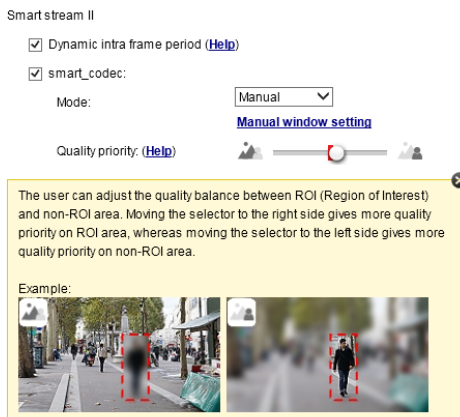 Smart stream II
Dynamic intra frame period (Help)
smart_codec:
Mode: Manual
Manual window setting
Quality priority: (Help)
The user can adjust the quality balance between ROI (Region of Interest)
and non-ROI area. Moving the selector to the right side gives more quality
priority on ROI area, whereas moving the selector to the left side gives more
quality priority on non-ROI area.
Example: